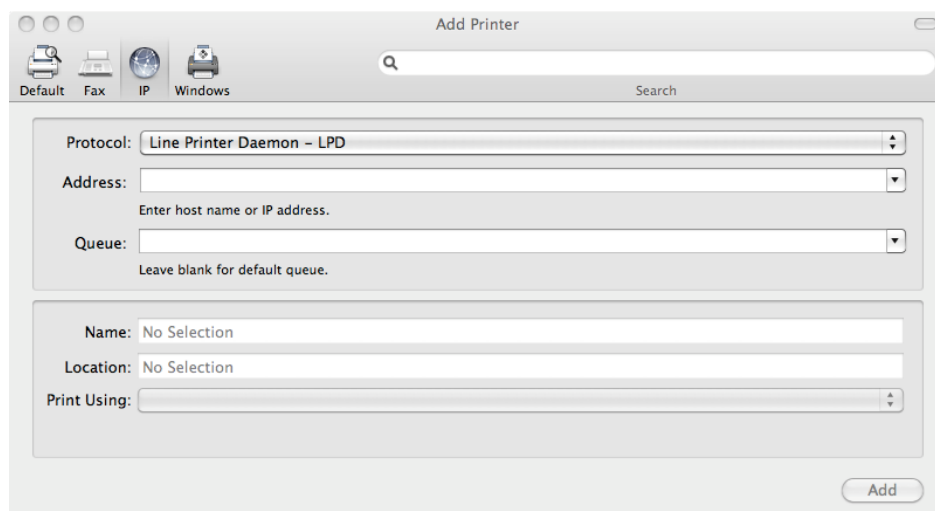 Add Printer
Default Fax IP Windows
Search
Protocol: Line Printer Daemon – LPD
Address:
Enter host name or IP address.
Queue:
Leave blank for default queue.
Name: No Selection
Location: No Selection
Print Using:
Add